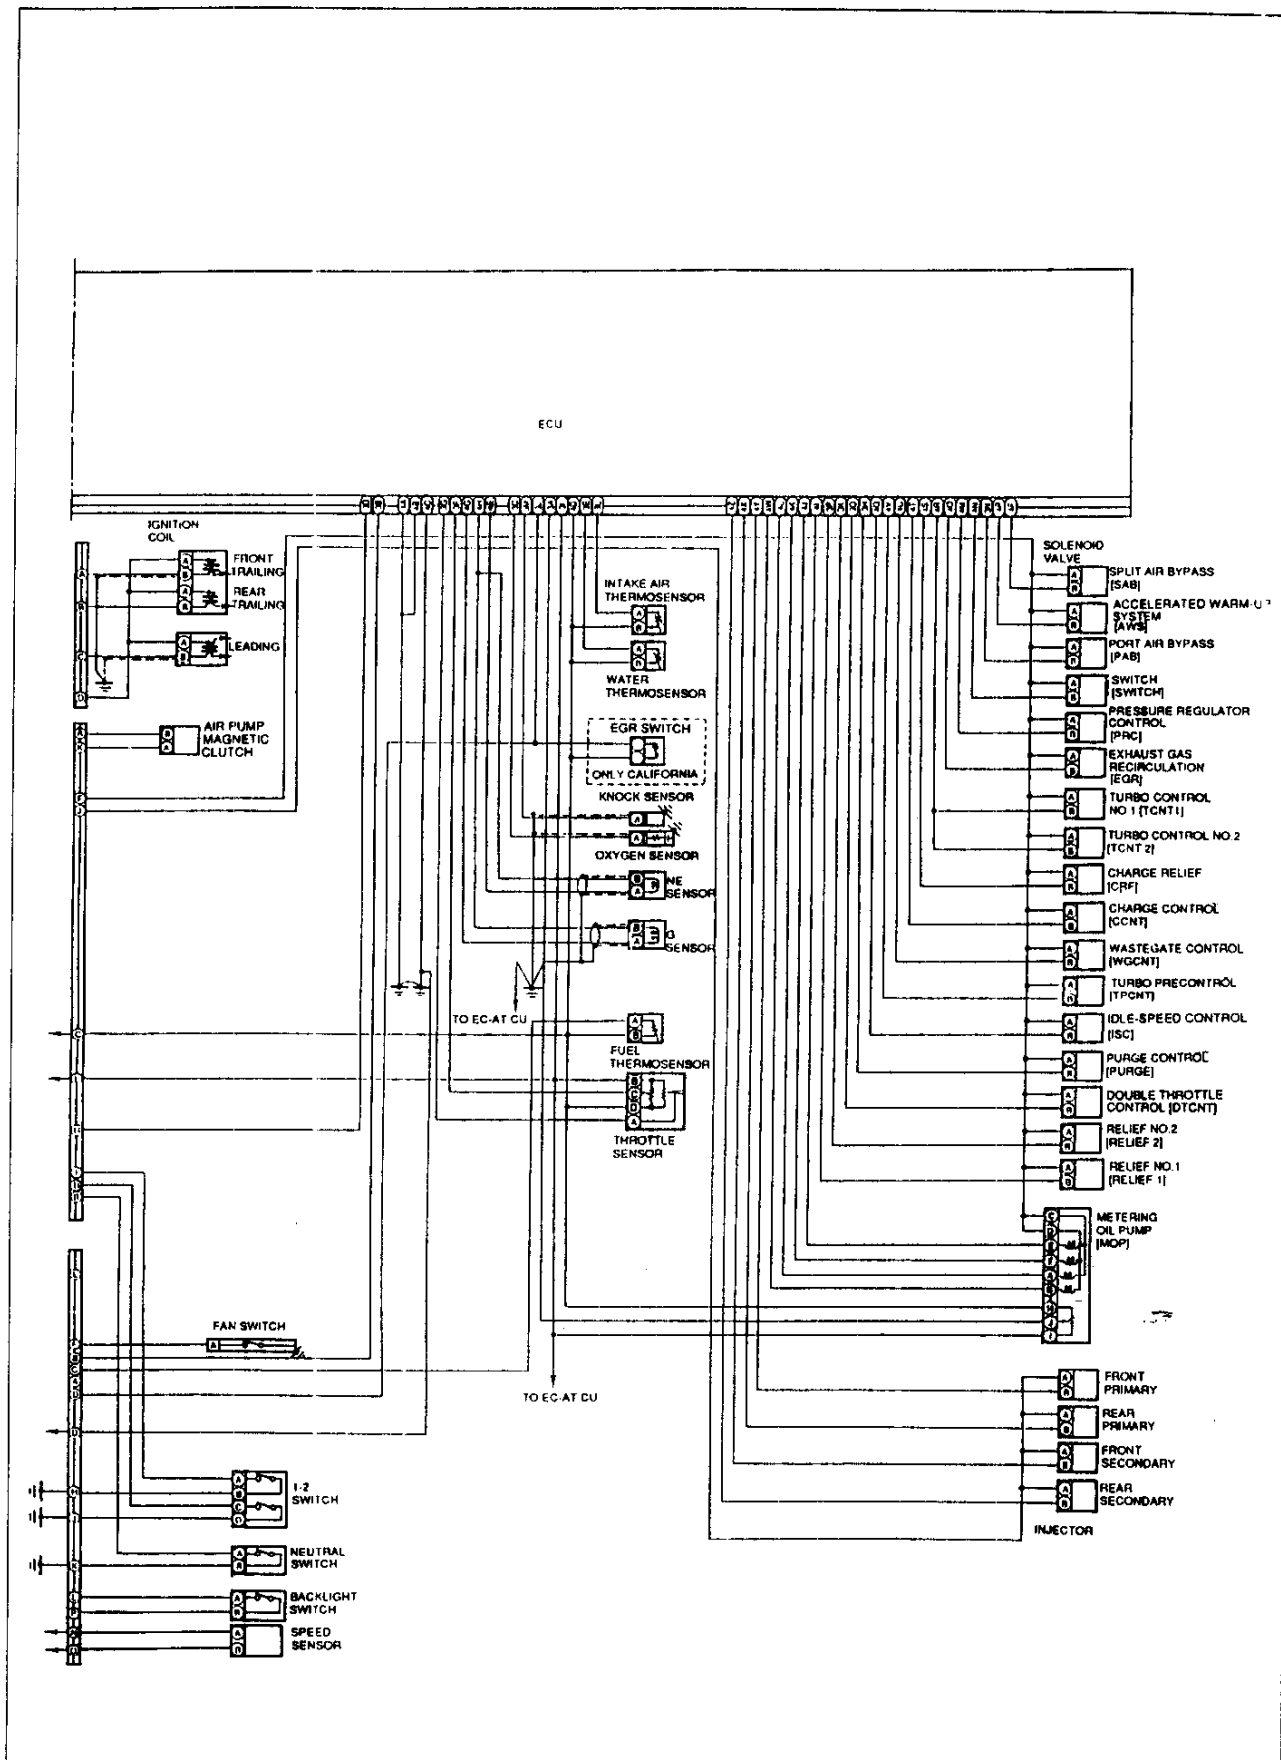 ECU
IGNITION
COIL
FRONT
TRAILING
REAR
TRAILING
LEADING
AIR PUMP
MAGNETIC
CLUTCH
INTAKE AIR
THERMOSENSOR
WATER
THERMOSENSOR
EGR SWITCH
ONLY CALIFORNIA
KNOCK SENSOR
OXYGEN SENSOR
NE
SENSOR
G
SENSOR
TO EC-AT CU
FUEL
THERMOSENSOR
THROTTLE
SENSOR
TO EC-AT CU
FAN SWITCH
1-2
SWITCH
NEUTRAL
SWITCH
BACKLIGHT
SWITCH
SPEED
SENSOR
SOLENOID
VALVE
SPLIT AIR BYPASS
[SAB]
ACCELERATED WARM-UP
SYSTEM
[AWS]
PORT AIR BYPASS
[PAB]
SWITCH
[SWITCH]
PRESSURE REGULATOR
CONTROL
[PRC]
EXHAUST GAS
RECIRCULATION
[EGR]
TURBO CONTROL
NO.1 [TCNT1]
TURBO CONTROL NO.2
[TCNT 2]
CHARGE RELIEF
[CRF]
CHARGE CONTROL
[CCNT]
WASTEGATE CONTROL
[WGCNT]
TURBO PRECONTROL
[TPCNT]
IDLE-SPEED CONTROL
[ISC]
PURGE CONTROL
[PURGE]
DOUBLE THROTTLE
CONTROL [DTCNT]
RELIEF NO.2
[RELIEF 2]
RELIEF NO.1
[RELIEF 1]
METERING
OIL PUMP
[MOP]
FRONT
PRIMARY
REAR
PRIMARY
FRONT
SECONDARY
REAR
SECONDARY
INJECTOR